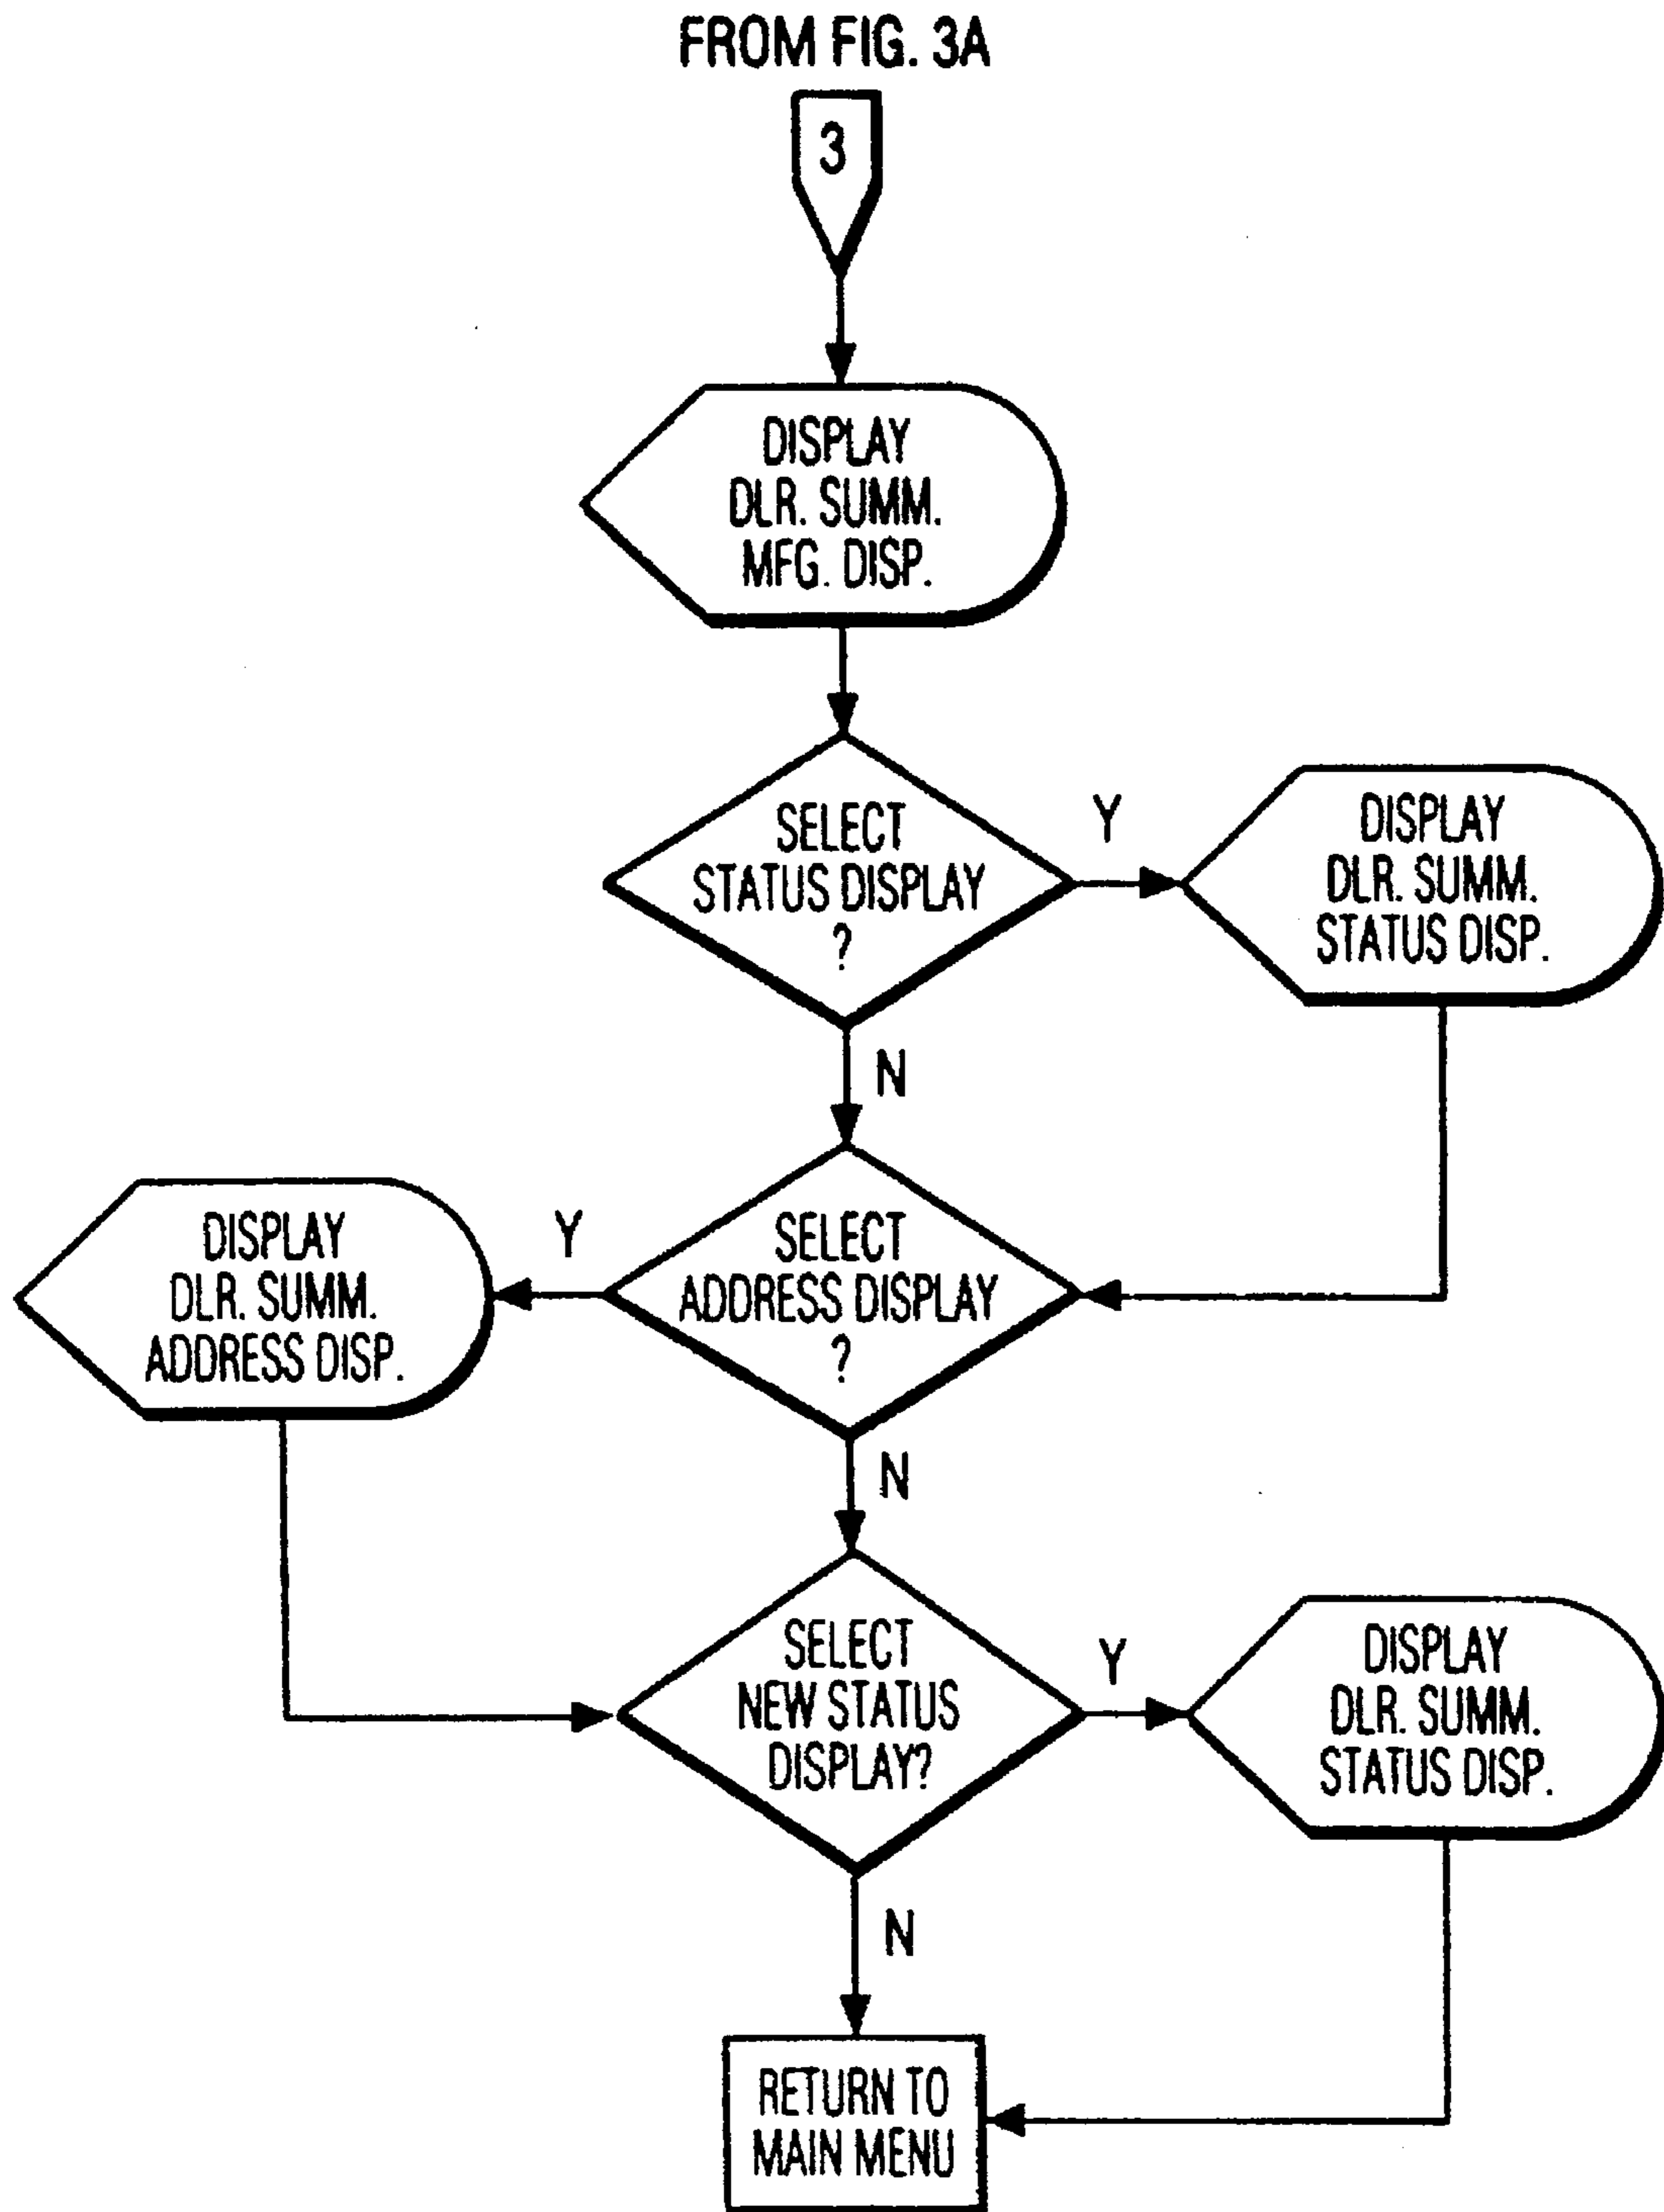 FROM FIG. 3A
3
DISPLAY
DLR. SUMM.
MFG. DISP.
SELECT
STATUS DISPLAY
?
Y
DISPLAY
DLR. SUMM.
STATUS DISP.
N
DISPLAY
DLR. SUMM.
ADDRESS DISP.
Y
SELECT
ADDRESS DISPLAY
?
N
SELECT
NEW STATUS
DISPLAY?
Y
DISPLAY
DLR. SUMM.
STATUS DISP.
N
RETURN TO
MAIN MENU